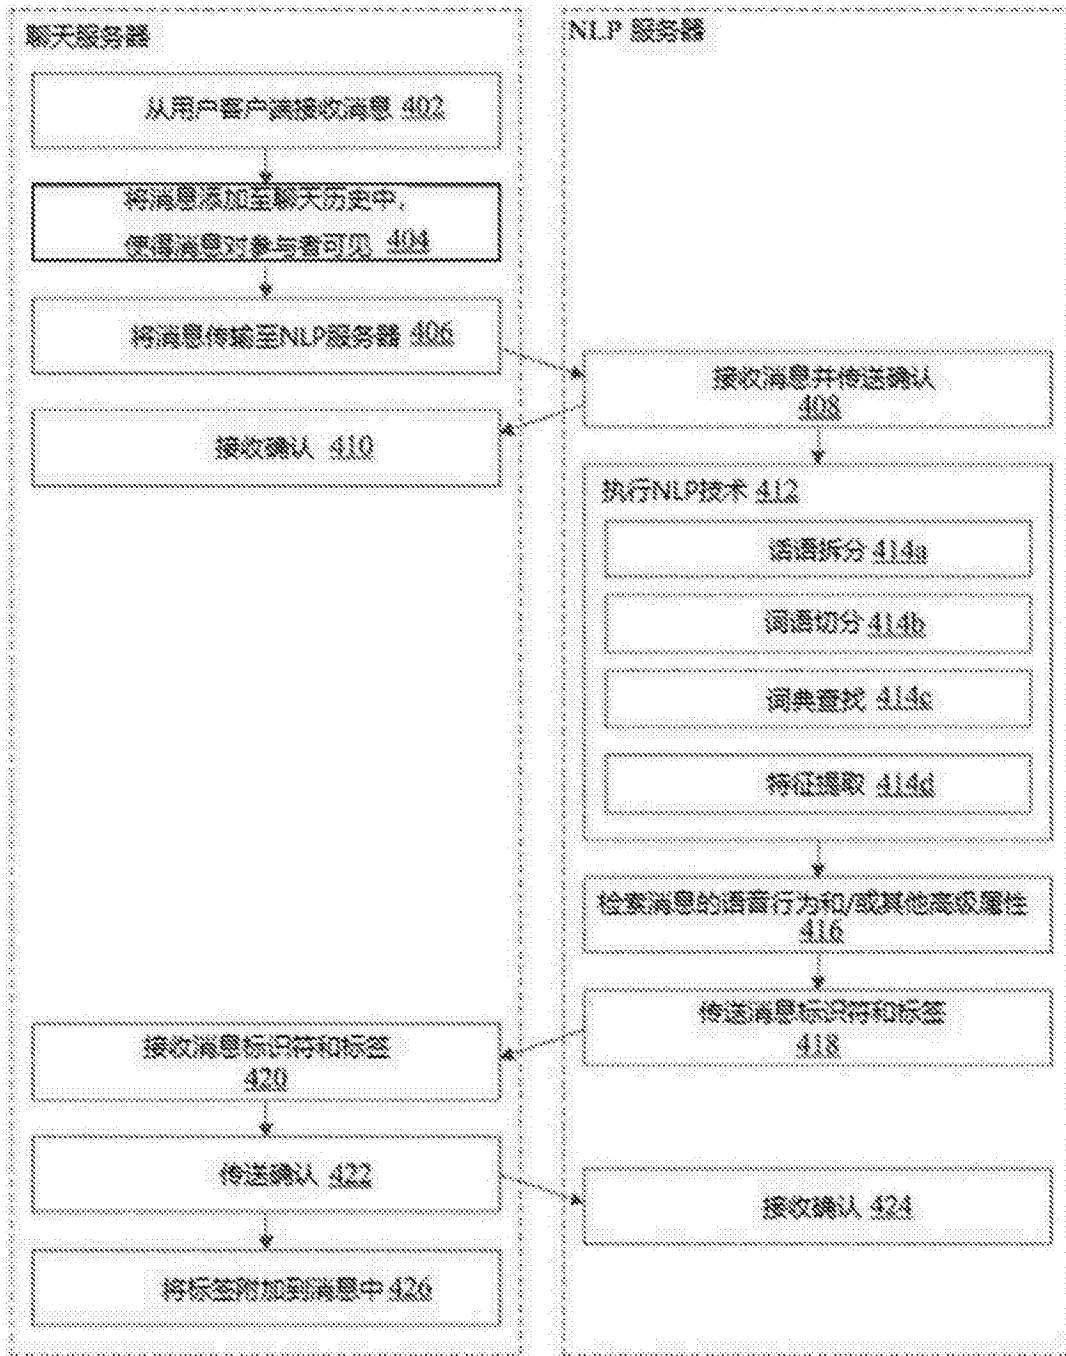 聊天服务器
从用户客户端接收消息 402
将消息添加至聊天历史中,
使得消息对参与者可见 404
将消息传输至NLP服务器 406
接收确认 410
NLP 服务器
接收消息并传送确认
408
执行NLP技术 412
话语拆分 414a
词语切分 414b
词典查找 414c
特征提取 414d
检索消息的语音行为和/或其他高级属性
416
传送消息标识符和标签
418
接收消息标识符和标签
420
传送确认 422
接收确认 424
将标签附加到消息中 426